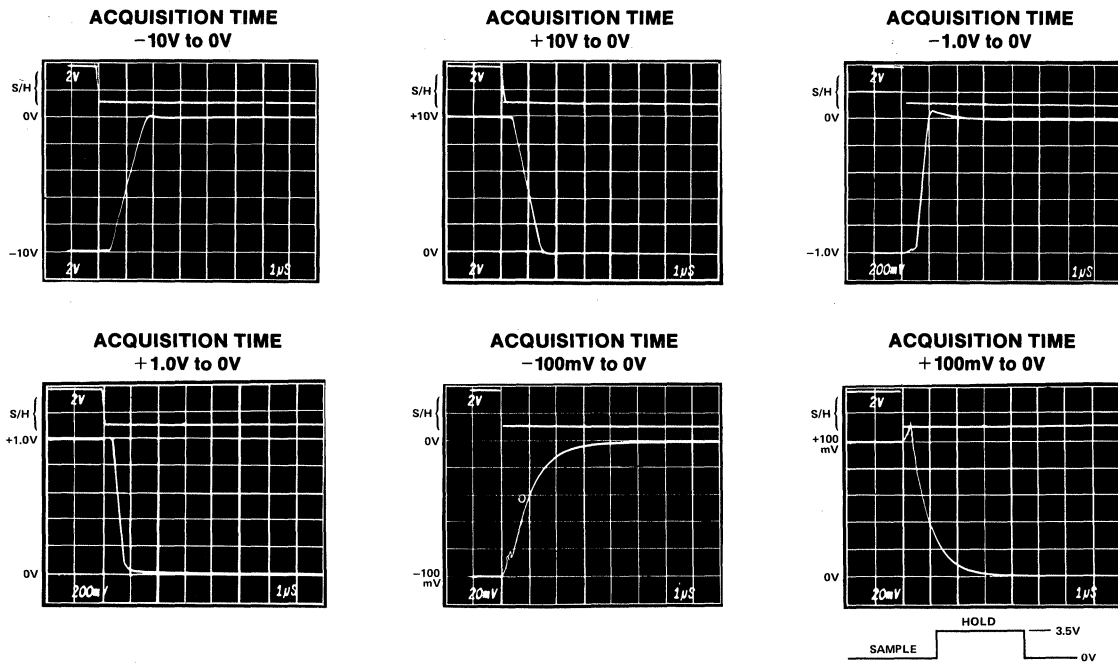 ACQUISITION TIME
−10V to 0V
S/H
2V
0V
−10V
2V
1µS
ACQUISITION TIME
+10V to 0V
S/H
2V
+10V
0V
2V
1µS
ACQUISITION TIME
−1.0V to 0V
S/H
2V
0V
−1.0V
200mV
1µS
ACQUISITION TIME
+1.0V to 0V
S/H
2V
+1.0V
0V
200mV
1µS
ACQUISITION TIME
−100mV to 0V
S/H
2V
0V
−100
mV
20mV
1µS
ACQUISITION TIME
+100mV to 0V
S/H
2V
+100
mV
0V
20mV
1µS
HOLD
3.5V
SAMPLE
0V